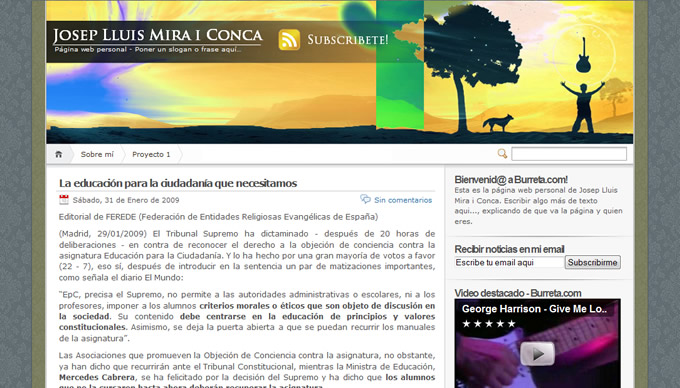 JOSEP LLUIS MIRA I CONCA
Página web personal - Poner un slogan o frase aquí...
SUBSCRIBETE!
Sobre mí
Proyecto 1
La educación para la ciudadanía que necesitamos
Sábado, 31 de Enero de 2009
Sin comentarios
Editorial de FEREDE (Federación de Entidades Religiosas Evangélicas de España)
(Madrid, 29/01/2009) El Tribunal Supremo ha dictaminado - después de 20 horas de
deliberaciones - en contra de reconocer el derecho a la objeción de conciencia contra la
asignatura Educación para la Ciudadanía. Y lo ha hecho por una gran mayoría de votos a favor
(22 - 7), eso sí, después de introducir en la sentencia un par de matizaciones importantes,
como señala el diario El Mundo:
"EpC, precisa el Supremo, no permite a las autoridades administrativas o escolares, ni a los
profesores, imponer a los alumnos criterios morales o éticos que son objeto de discusión en
la sociedad. Su contenido debe centrarse en la educación de principios y valores
constitucionales. Asimismo, se deja la puerta abierta a que se puedan recurrir los manuales
de la asignatura".
Las Asociaciones que promueven la Objeción de Conciencia contra la asignatura, no obstante,
ya han dicho que recurrirán ante el Tribunal Constitucional, mientras la Ministra de Educación,
Mercedes Cabrera, se ha felicitado por la decisión del Supremo y ha dicho que los alumnos
que no la cursaron hasta ahora deberán recuperar la asignatura
Bienvenid@ a Burreta.com!
Esta es la página web personal de Josep Lluis
Mira i Conca. Escribir algo más de texto
aquí..., explicando de que va la página y quien
eres.
Recibir noticias en mi email
Escribe tu email aquí
Subscribirme
Video destacado - Burreta.com
George Harrison - Give Me Lo..